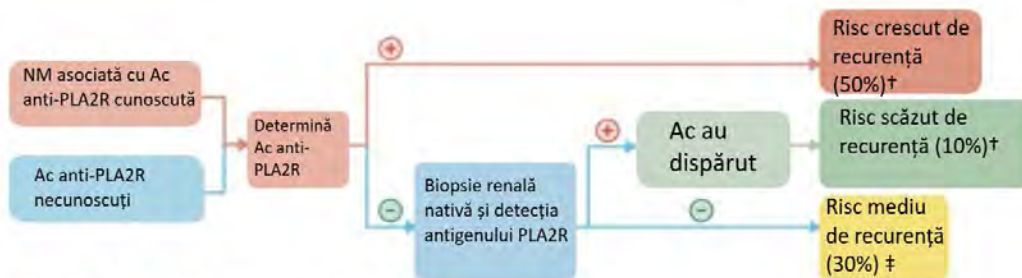 NM asociată cu Ac
anti-PLA2R cunoscută
Ac anti-PLA2R
necunoscuți
Determină
Ac anti-
PLA2R
+
−
Biopsie renală
nativă și detecția
antigenului PLA2R
+
−
Ac au
dispărut
Risc crescut de
recurență
(50%)†
Risc scăzut de
recurență (10%)†
Risc mediu
de recurență
(30%) ‡